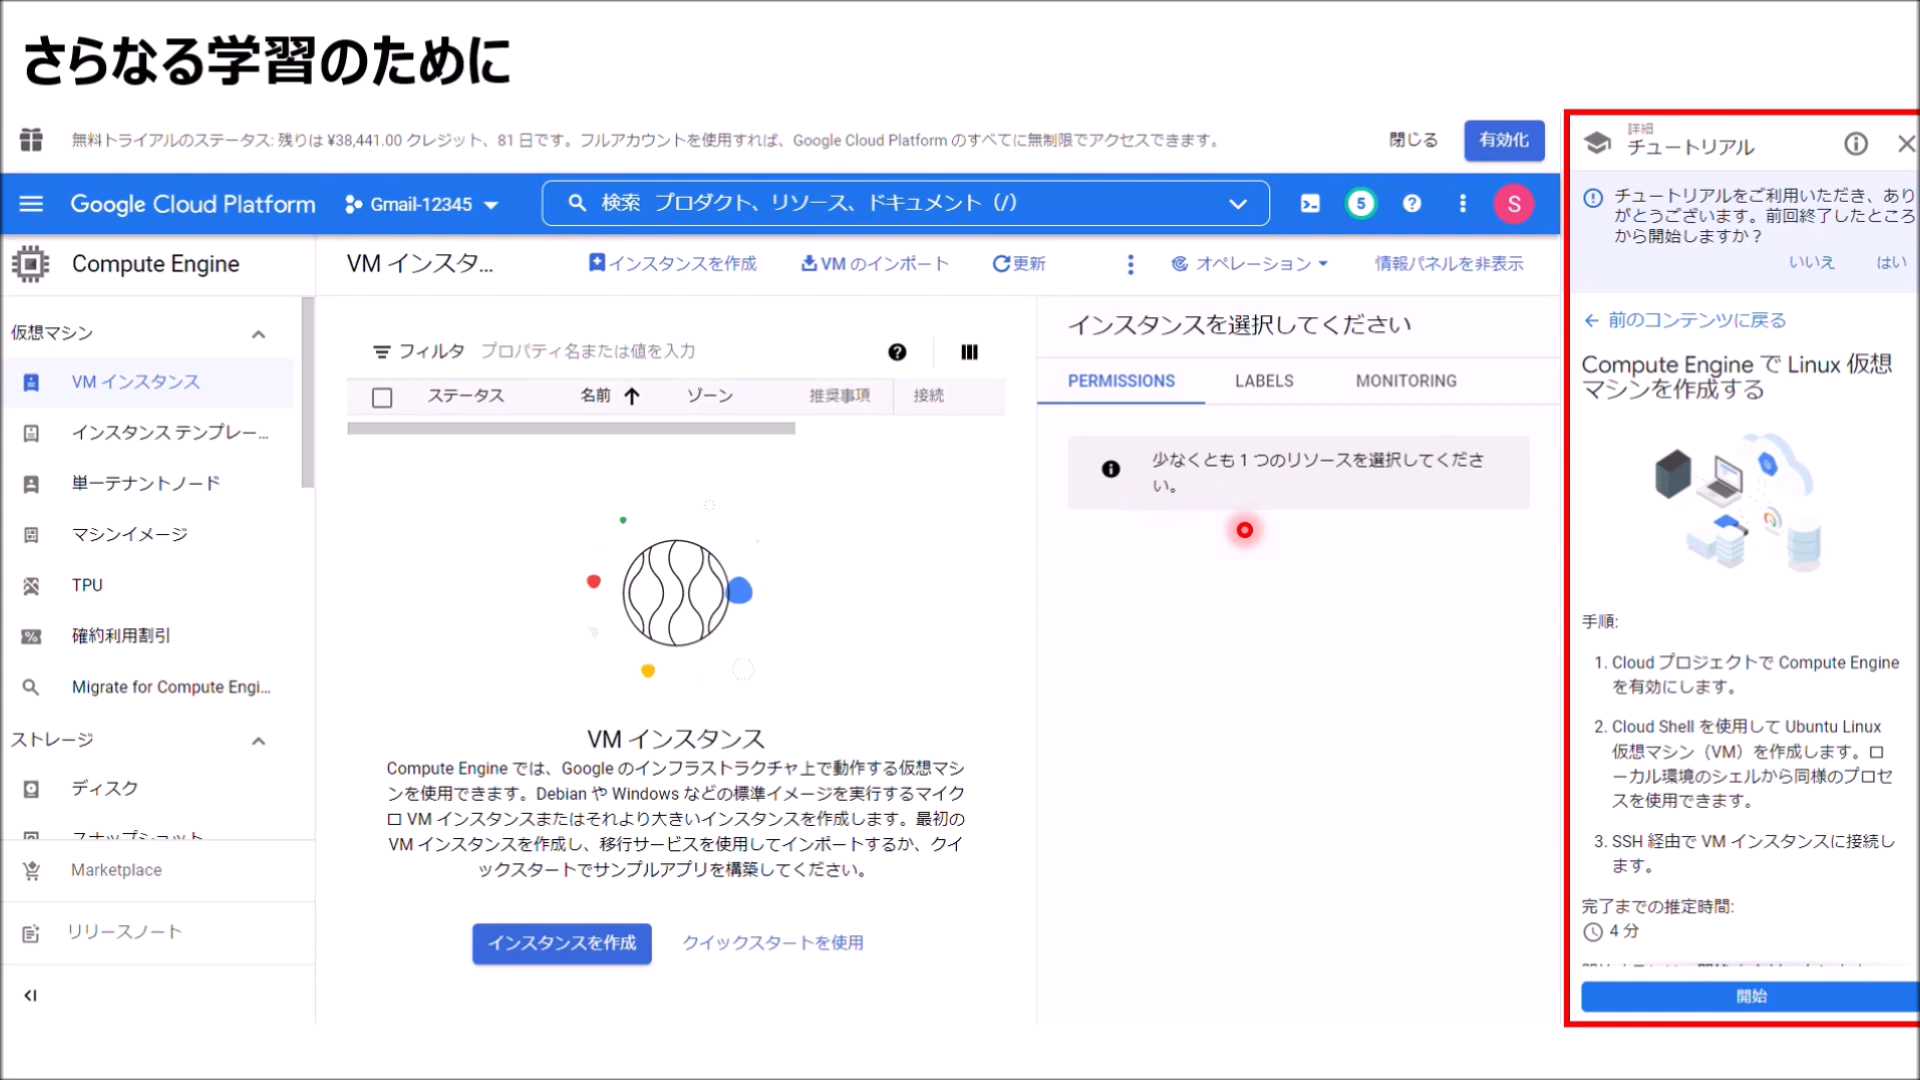 さらなる学習のために
無料トライアルのステータス: 残りは ¥38,441.00 クレジット、81 日です。フルアカウントを使用すれば、Google Cloud Platform のすべてに無制限でアクセスできます。
閉じる
有効化
Google Cloud Platform
Gmail-12345
検索 プロダクト、リソース、ドキュメント (/)
5
S
Compute Engine
VM インスタ...
インスタンスを作成
VM のインポート
更新
オペレーション
情報パネルを非表示
仮想マシン
VM インスタンス
インスタンス テンプレー...
単一テナントノード
マシンイメージ
TPU
確約利用割引
Migrate for Compute Engi...
ストレージ
ディスク
スナップショット
Marketplace
リリースノート
フィルタ プロパティ名または値を入力
ステータス
名前
ゾーン
推奨事項
接続
VM インスタンス
Compute Engine では、Google のインフラストラクチャ上で動作する仮想マシ
ンを使用できます。Debian や Windows などの標準イメージを実行するマイク
ロ VM インスタンスまたはそれより大きいインスタンスを作成します。最初の
VM インスタンスを作成し、移行サービスを使用してインポートするか、クイ
ックスタートでサンプルアプリを構築してください。
インスタンスを作成
クイックスタートを使用
インスタンスを選択してください
PERMISSIONS
LABELS
MONITORING
少なくとも 1 つのリソースを選択してくださ
い。
詳細
チュートリアル
チュートリアルをご利用いただき、あり
がとうございます。前回終了したところ
から開始しますか？
いいえ
はい
前のコンテンツに戻る
Compute Engine で Linux 仮想
マシンを作成する
手順:
1. Cloud プロジェクトで Compute Engine
を有効にします。
2. Cloud Shell を使用して Ubuntu Linux
仮想マシン（VM）を作成します。ロ
ーカル環境のシェルから同様のプロセ
スを使用できます。
3. SSH 経由で VM インスタンスに接続し
ます。
完了までの推定時間:
4 分
開始